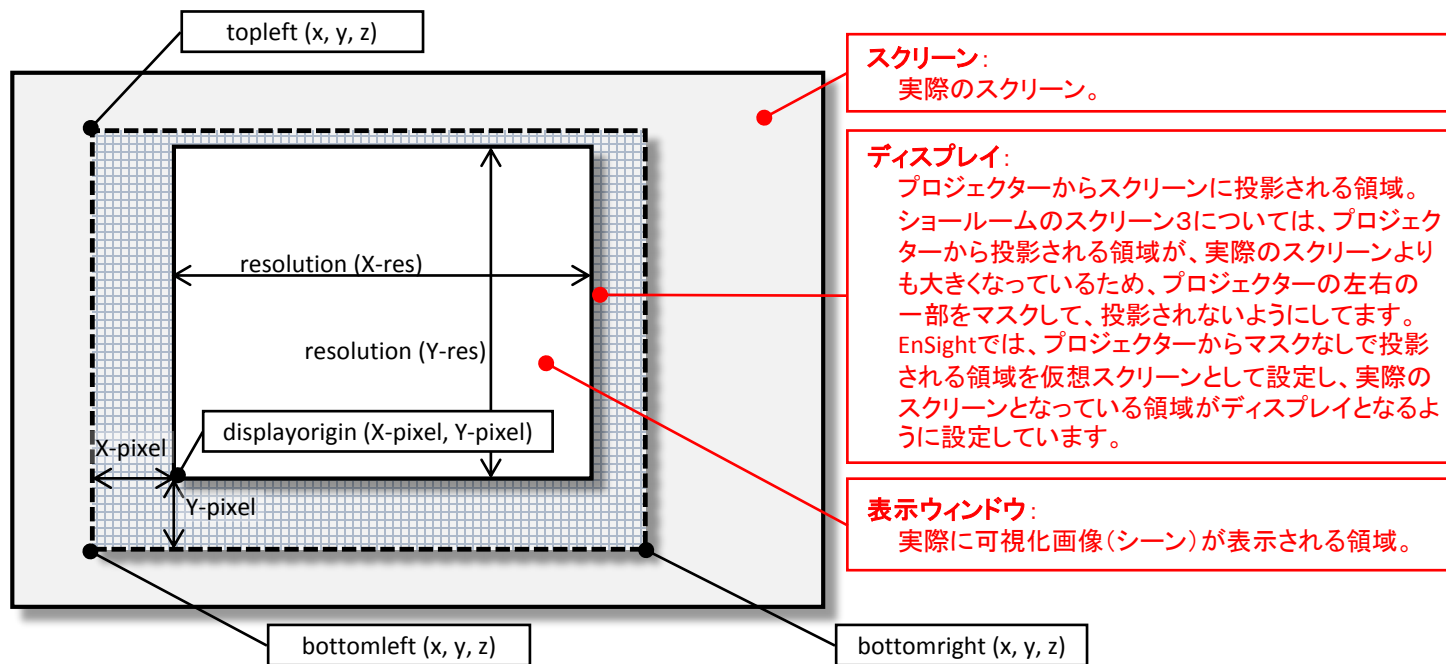 topleft (x, y, z)
resolution (X-res)
resolution (Y-res)
displayorigin (X-pixel, Y-pixel)
X-pixel
Y-pixel
bottomleft (x, y, z)
bottomright (x, y, z)
スクリーン：
実際のスクリーン。
ディスプレイ：
プロジェクターからスクリーンに投影される領域。
ショールームのスクリーン3については、プロジェク
ターから投影される領域が、実際のスクリーンより
も大きくなっているため、プロジェクターの左右の
一部をマスクして、投影されないようにしてます。
EnSightでは、プロジェクターからマスクなしで投影
される領域を仮想スクリーンとして設定し、実際の
スクリーンとなっている領域がディスプレイとなるよ
うに設定しています。
表示ウィンドウ：
実際に可視化画像（シーン）が表示される領域。